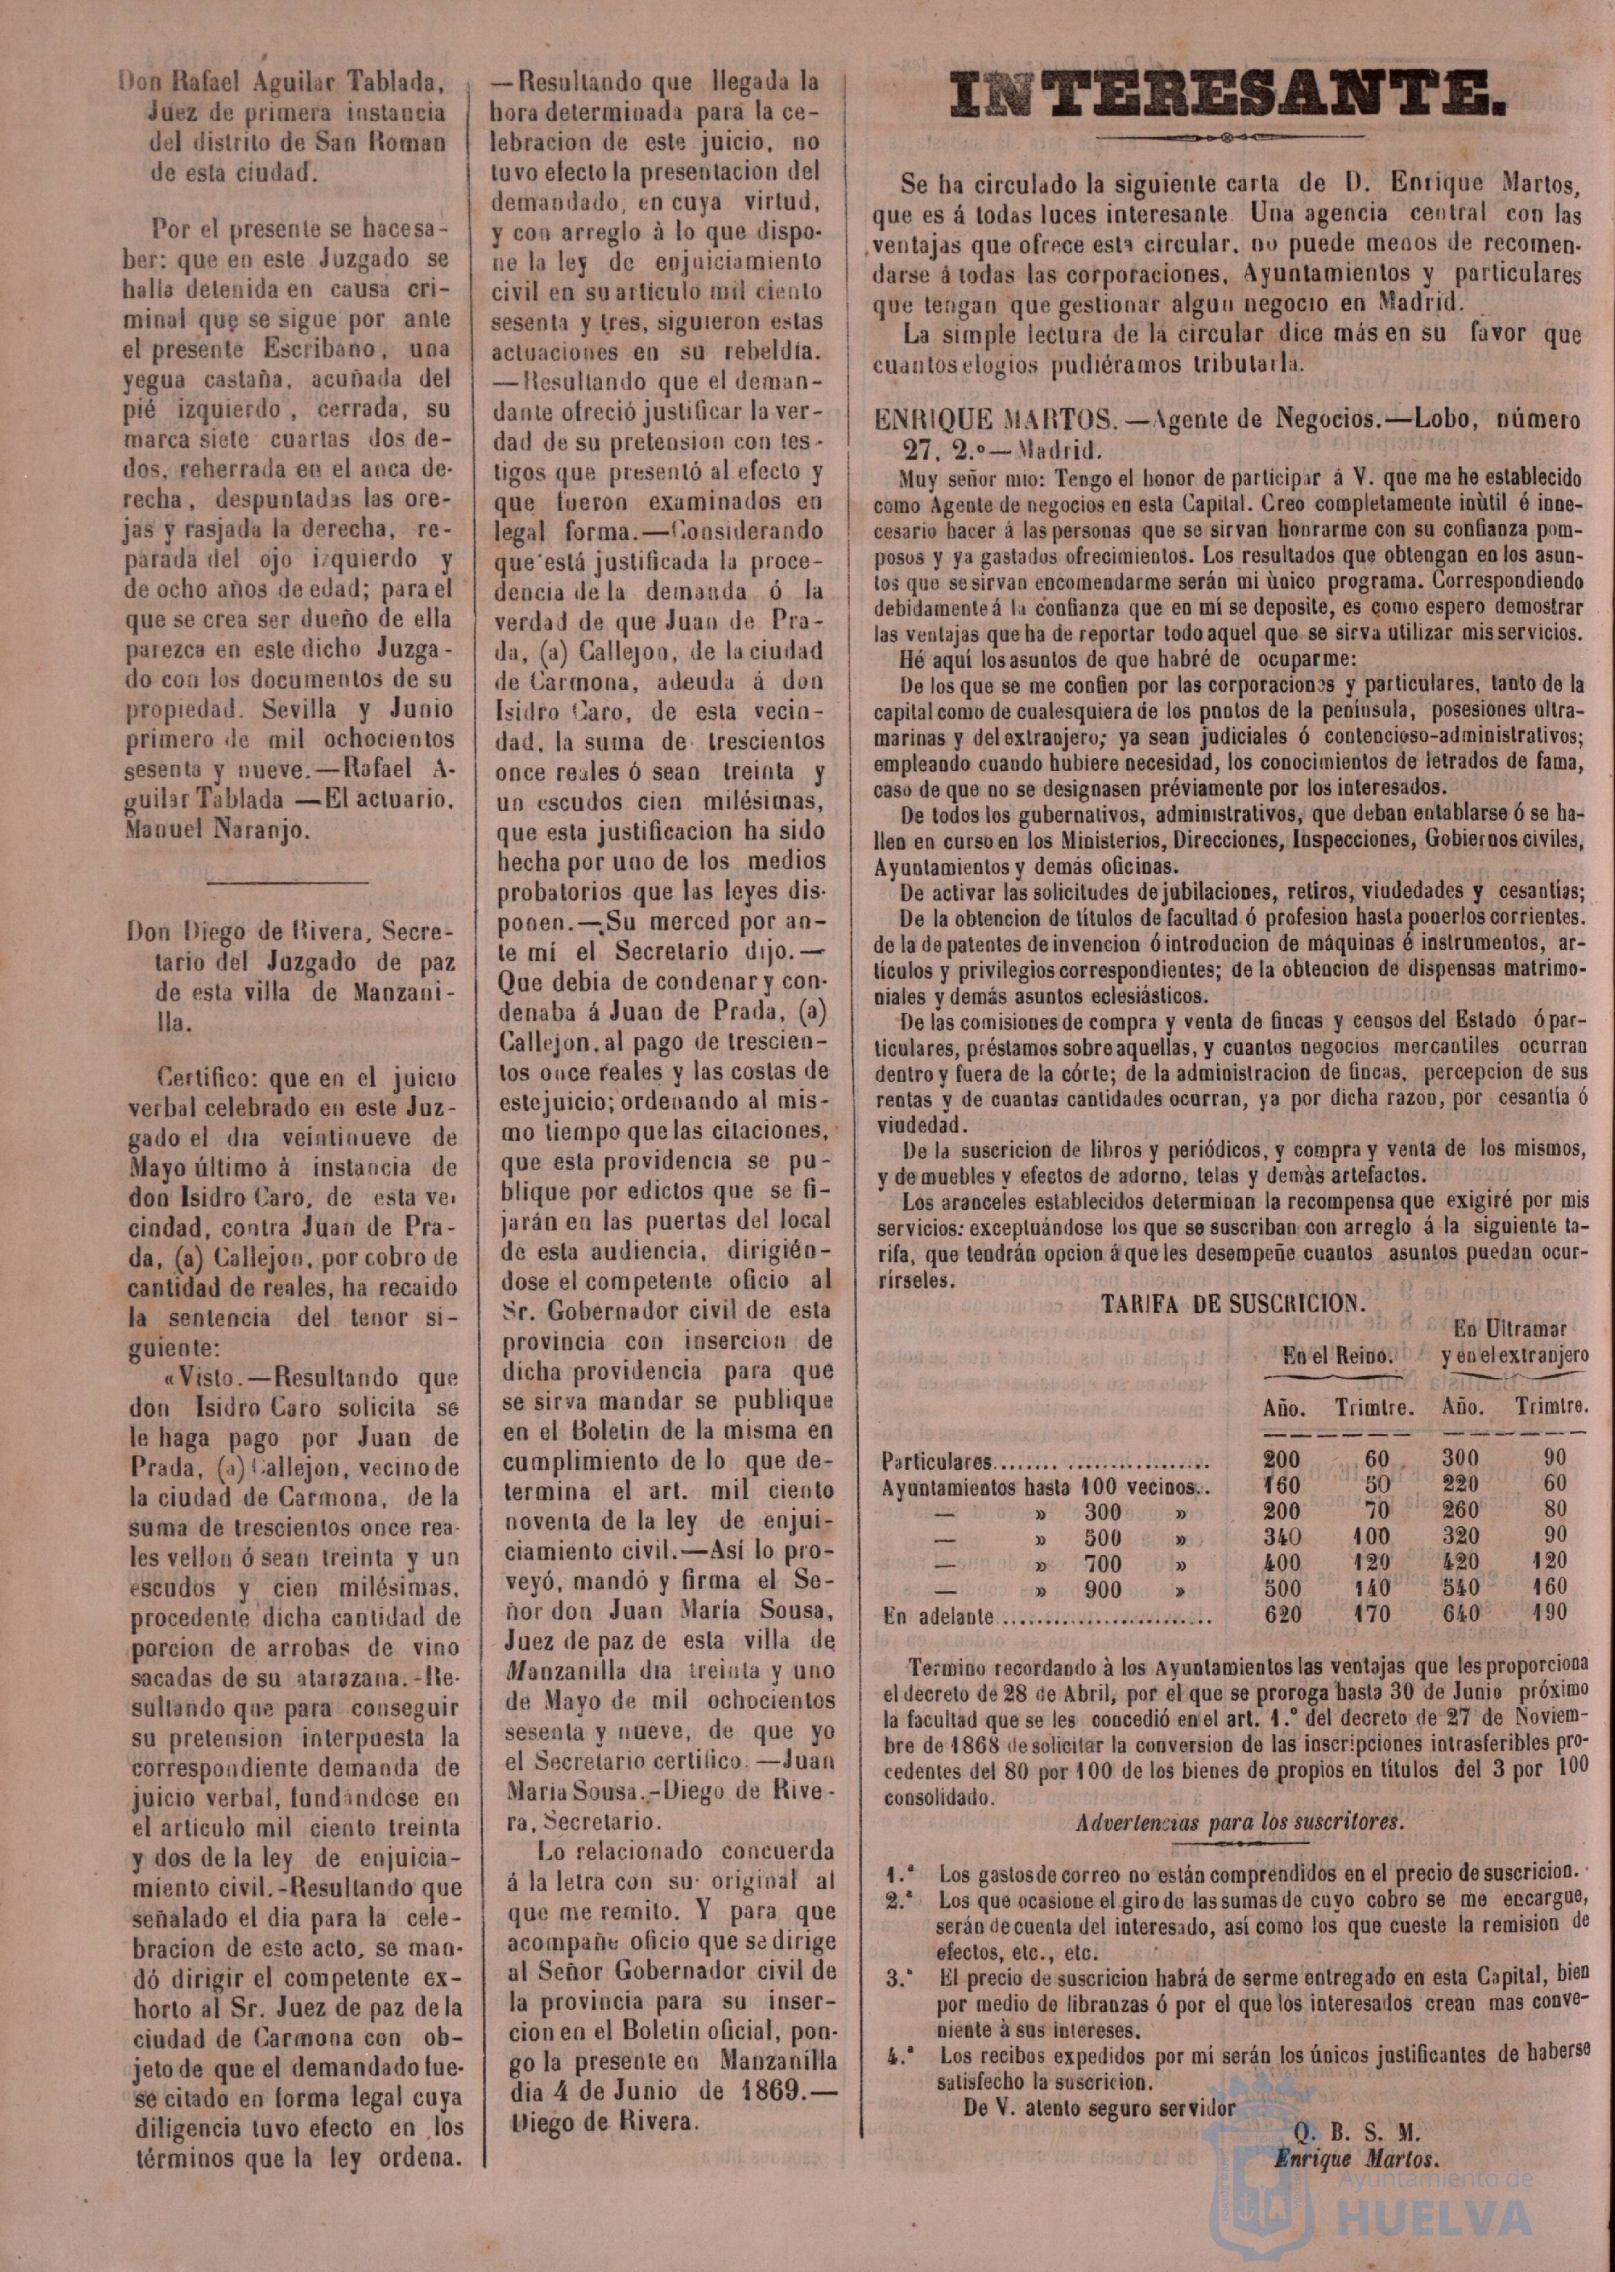 Don Rafael Aguilar Tablada,
Juez de primera instancia
del distrito de San Roman
de esta ciudad.
Por el presente se hacesa-
ber: que en este Juzgado se
halla detenida en causa cri-
minal que se sigue por ante
el presente Escribano, una
yegua castaña, acuñada del
pié izquierdo, cerrada, su
marca siete cuartas dos de-
dos, reherrada en el anca de-
recha, despuntadas las ore-
jas y rasjada la derecha, re-
parada del ojo izquierdo y
de ocho años de edad; para el
que se crea ser dueño de ella
parezca en este dicho Juzga-
do con los documentos de su
propiedad. Sevilla y Junio
primero de mil ochocientos
sesenta y nueve.—Rafael A-
guilar Tablada —El actuario,
Manuel Naranjo.
Don Diego de Rivera, Secre-
tario del Juzgado de paz
de esta villa de Manzani-
lla.
Certifico: que en el juicio
verbal celebrado en este Juz-
gado el dia veintinueve de
Mayo último à instancia de
don Isidro Caro, de esta ve-
cindad, contra Juan de Pra-
da, (a) Callejon, por cobro de
cantidad de reales, ha recaido
la sentencia del tenor si-
guiente:
«Visto.—Resultando que
don Isidro Caro solicita se
le haga pago por Juan de
Prada, (a) Callejon, vecino de
la ciudad de Carmona, de la
suma de trescientos once rea-
les vellon ó sean treinta y un
escudos y cien milésimas,
procedente dicha cantidad de
porcion de arrobas de vino
sacadas de su atarazana.-Re-
sultando que para conseguir
su pretension interpuesta la
correspondiente demanda de
juicio verbal, fundándose en
el articulo mil ciento treinta
y dos de la ley de enjuicia-
miento civil.-Resultando que
señalado el dia para la cele-
bracion de este acto, se man-
dó dirigir el competente ex-
horto al Sr. Juez de paz de la
ciudad de Carmona con ob-
jeto de que el demandado fue-
se citado en forma legal cuya
diligencia tuvo efecto en los
términos que la ley ordena.
—Resultando que llegada la
hora determinada para la ce-
lebracion de este juicio, no
tuvo efecto la presentacion del
demandado, en cuya virtud,
y con arreglo à lo que dispo-
ne la ley de enjuiciamiento
civil en su artículo mil ciento
sesenta y tres, siguieron estas
actuaciones en su rebeldía.
—Resultando que el deman-
dante ofreció justificar la ver-
dad de su pretension con tes-
tigos que presentó al efecto y
que fueron examinados en
legal forma.—Considerando
que está justificada la proce-
dencia de la demanda ó la
verdad de que Juan de Pra-
da, (a) Callejon, de la ciudad
de Carmona, adeuda á don
Isidro Caro, de esta vecin-
dad, la suma de trescientos
once reales ó sean treinta y
un escudos cien milésimas,
que esta justificacion ha sido
hecha por uno de los medios
probatorios que las leyes dis-
ponen.—Su merced por an-
te mí el Secretario dijo.—
Que debia de condenar y con-
denaba á Juan de Prada, (a)
Callejon, al pago de trescien-
tos once reales y las costas de
este juicio; ordenando al mis-
mo tiempo que las citaciones,
que esta providencia se pu-
blique por edictos que se fi-
jarán en las puertas del local
de esta audiencia, dirigién-
dose el competente oficio al
Sr. Gobernador civil de esta
provincia con insercion de
dicha providencia para que
se sirva mandar se publique
en el Boletin de la misma en
cumplimiento de lo que de-
termina el art. mil ciento
noventa de la ley de enjui-
ciamiento civil.—Así lo pro-
veyó, mandó y firma el Se-
ñor don Juan María Sousa,
Juez de paz de esta villa de
Manzanilla dia treinta y uno
de Mayo de mil ochocientos
sesenta y nueve, de que yo
el Secretario certifico.—Juan
Maria Sousa.-Diego de Rive-
ra, Secretario.
Lo relacionado concuerda
á la letra con su original al
que me remito. Y para que
acompañe oficio que se dirige
al Señor Gobernador civil de
la provincia para su inser-
cion en el Boletin oficial, pon-
go la presente en Manzanilla
dia 4 de Junio de 1869.—
Diego de Rivera.
INTERESANTE.
Se ha circulado la siguiente carta de D. Enrique Martos,
que es á todas luces interesante. Una agencia central con las
ventajas que ofrece esta circular, no puede menos de recomen-
darse á todas las corporaciones, Ayuntamientos y particulares
que tengan que gestionar algun negocio en Madrid.
La simple lectura de la circular dice más en su favor que
cuantos elogios pudiéramos tributarla.
ENRIQUE MARTOS.—Agente de Negocios.—Lobo, número
27, 2.º—Madrid.
Muy señor mio: Tengo el honor de participar á V. que me he establecido
como Agente de negocios en esta Capital. Creo completamente inùtil é inne-
cesario hacer á las personas que se sirvan honrarme con su confianza pom-
posos y ya gastados ofrecimientos. Los resultados que obtengan en los asun-
tos que se sirvan encomendarme serán mi ùnico programa. Correspondiendo
debidamente á la confianza que en mí se deposite, es como espero demostrar
las ventajas que ha de reportar todo aquel que se sirva utilizar mis servicios.
Hé aquí los asuntos de que habré de ocuparme:
De los que se me confien por las corporaciones y particulares, tanto de la
capital como de cualesquiera de los pnntos de la península, posesiones ultra-
marinas y del extranjero; ya sean judiciales ó contencioso-administrativos;
empleando cuando hubiere necesidad, los conocimientos de letrados de fama,
caso de que no se designasen préviamente por los interesados.
De todos los gubernativos, administrativos, que deban entablarse ó se ha-
llen en curso en los Ministerios, Direcciones, Inspecciones, Gobiernos civiles,
Ayuntamientos y demás oficinas.
De activar las solicitudes de jubilaciones, retiros, viudedades y cesantías;
De la obtencion de títulos de facultad ó profesion hasta ponerlos corrientes.
de la de patentes de invencion ó introducion de máquinas é instrumentos, ar-
tículos y privilegios correspondientes; de la obtencion de dispensas matrimo-
niales y demás asuntos eclesiásticos.
De las comisiones de compra y venta de fincas y censos del Estado ó par-
ticulares, préstamos sobre aquellas, y cuantos negocios mercantiles ocurran
dentro y fuera de la córte; de la administracion de fincas, percepcion de sus
rentas y de cuantas cantidades ocurran, ya por dicha razon, por cesantía ó
viudedad.
De la suscricion de libros y periódicos, y compra y venta de los mismos,
y de muebles y efectos de adorno, telas y demàs artefactos.
Los aranceles establecidos determinan la recompensa que exigiré por mis
servicios: exceptuándose los que se suscriban con arreglo á la siguiente ta-
rifa, que tendrán opcion á que les desempeñe cuantos asuntos puedan ocur-
rírseles.
TARIFA DE SUSCRICION.
En el Reino. En Ultramar y en el extranjero
Año. Trimtre. Año. Trimtre.
Particulares........ ................ 200 60 300 90
Ayuntamientos hasta 100 vecinos.. 160 50 220 60
— » 300 » 200 70 260 80
— » 500 » 340 100 320 90
— » 700 » 400 120 420 120
— » 900 » 500 140 540 160
En adelante ........................ 620 170 640 190
Termino recordando à los Ayuntamientos las ventajas que les proporciona
el decreto de 28 de Abril, por el que se proroga hasta 30 de Junio próximo
la facultad que se les concedió en el art. 1.º del decreto de 27 de Noviem-
bre de 1868 de solicitar la conversion de las inscripciones intrasferibles pro-
cedentes del 80 por 100 de los bienes de propios en títulos del 3 por 100
consolidado.
Advertencias para los suscritores.
1.ª Los gastos de correo no están comprendidos en el precio de suscricion.
2.ª Los que ocasione el giro de las sumas de cuyo cobro se me encargue,
serán de cuenta del interesado, así como los que cueste la remision de
efectos, etc., etc.
3.ª El precio de suscricion habrá de serme entregado en esta Capital, bien
por medio de libranzas ó por el que los interesados crean mas conve-
niente à sus intereses.
4.ª Los recibos expedidos por mí serán los únicos justificantes de haberse
satisfecho la suscricion.
De V. atento seguro servidor
Q. B. S. M.
Enrique Martos.
Ayuntamiento de
HUELVA